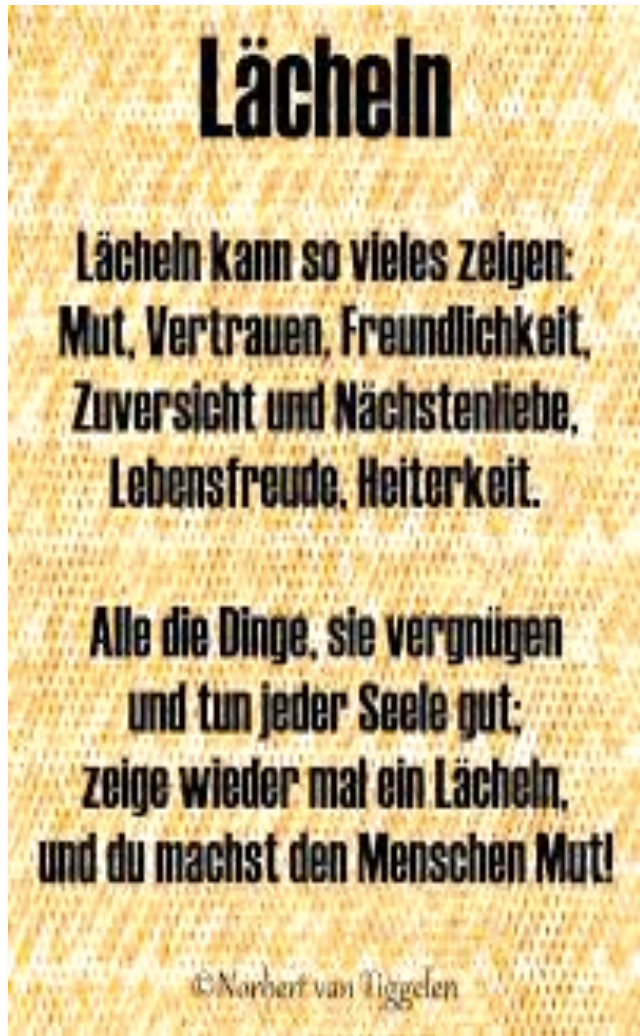 Lächeln
Lächeln kann so vieles zeigen:
Mut, Vertrauen, Freundlichkeit,
Zuversicht und Nächstenliebe,
Lebensfreude, Heiterkeit.
Alle die Dinge, sie vergnügen
und tun jeder Seele gut;
zeige wieder mal ein Lächeln,
und du machst den Menschen Mut!
©Norbert van Tiggelen